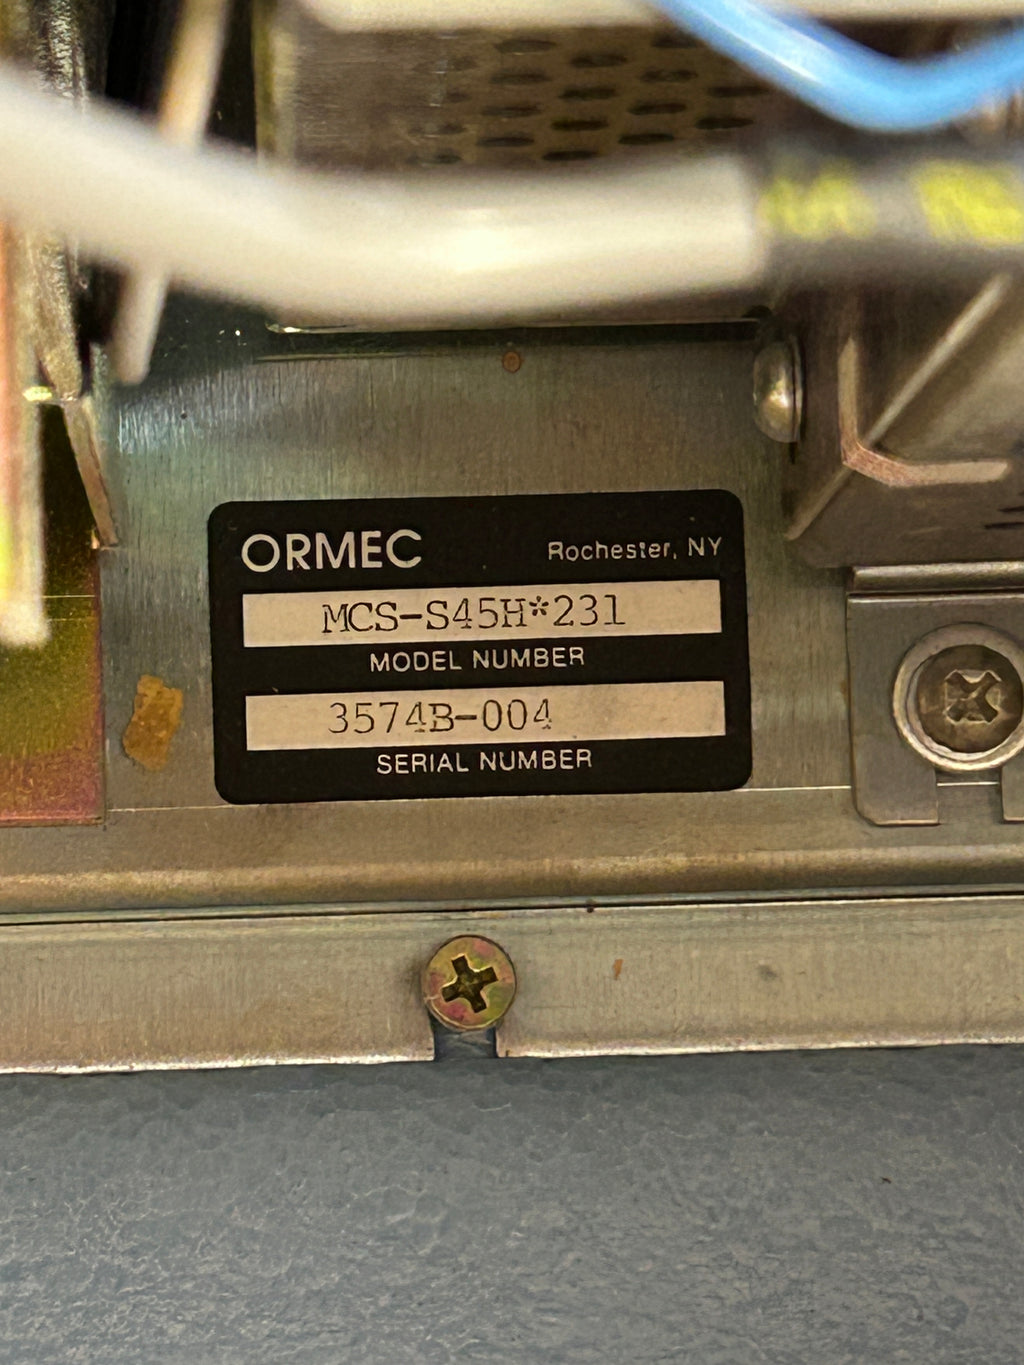 ORMEC
Rochester, NY
MCS-S45H*231
MODEL NUMBER
3574B-004
SERIAL NUMBER